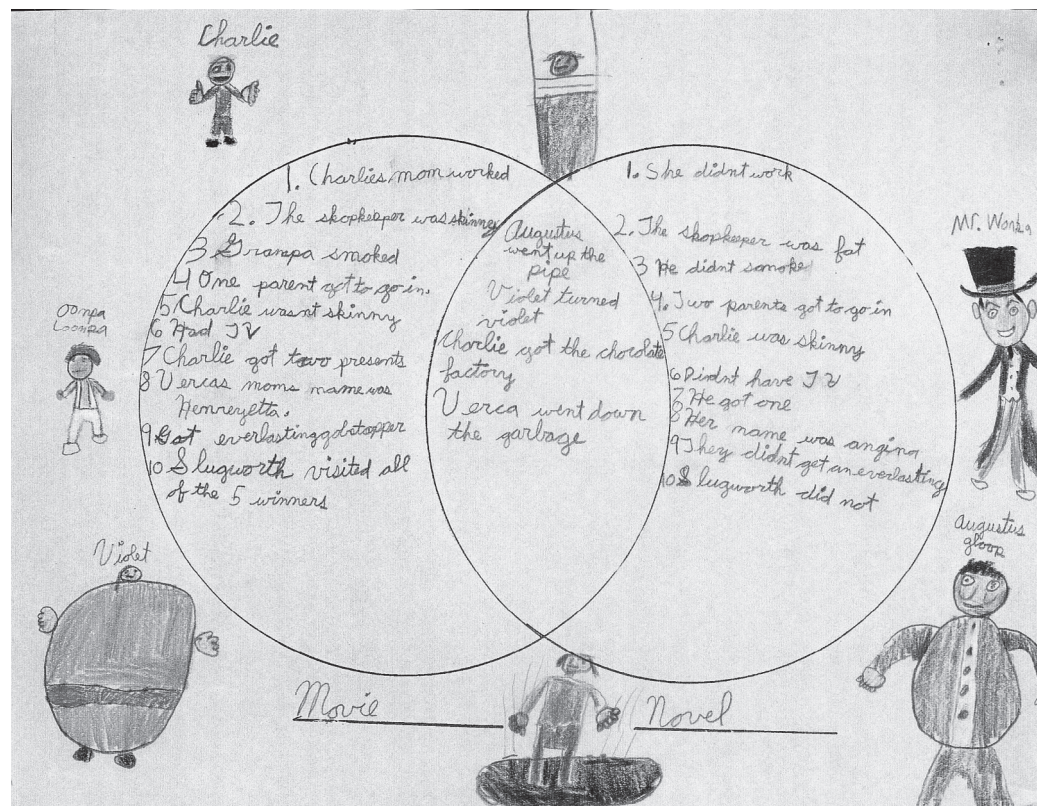 Charlie
1. Charlies mom worked
2. The skopkeeper was skinney
3 Grampa smoked
4 One parent got to go in.
5 Charlie wasnt skinny
6 Had TV
7 Charlie got two presents
8 Vercas moms name was
Henreyetta.
9 Got everlasting gobstopper
10 Slugworth visited all
of the 5 winners
Augustus
went up the
pipe
Violet turned
violet
Charlie got the chocolate
factory
Verca went down
the garbage
1. She didnt work
2. The skopkeeper was fat
3 He didnt smoked
4. Two parents got to go in
5 Charlie was skinny
6 Didnt have TV
7 He got one
8 Her name was angina
9 They didnt get an everlasting
10 Slugworth did not
Oompa
Loompa
Mr. Wonka
Violet
Augustus
gloop
Movie
Novel